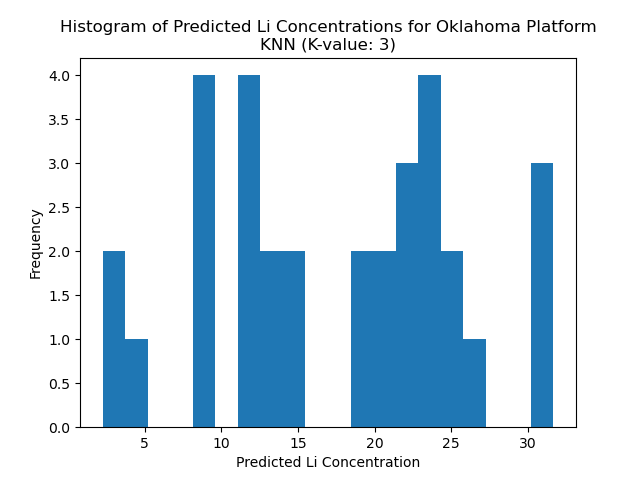 Histogram of Predicted Li Concentrations for Oklahoma Platform
KNN (K-value: 3)
4.0
3.5
3.0
2.5
2.0
1.5
1.0
0.5
0.0
Frequency
5 10 15 20 25 30
Predicted Li Concentration